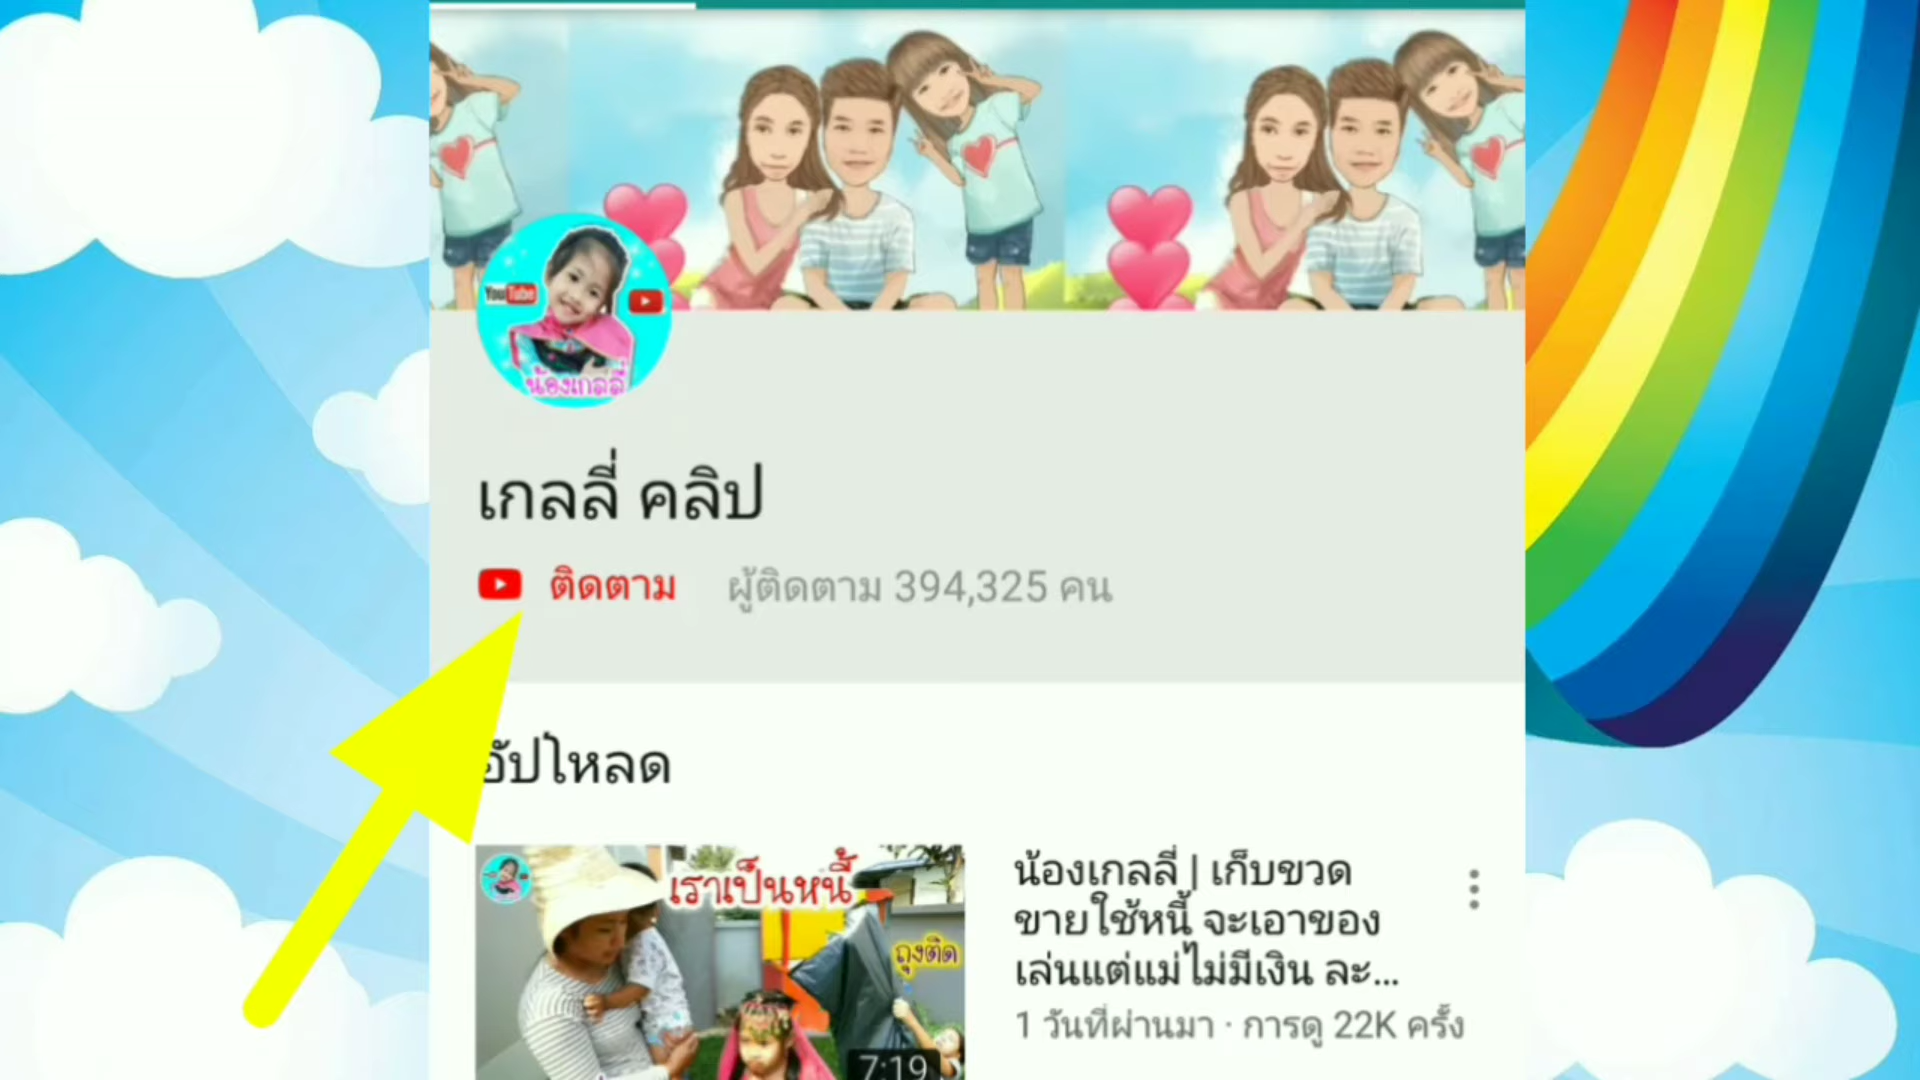 YouTube
น้องเกลลี่
เกลลี่ คลิป
ติดตาม ผู้ติดตาม 394,325 คน
อัปโหลด
เราเป็นหนี้
ถุงติด
7:19
น้องเกลลี่ | เก็บขวด
ขายใช้หนี้ จะเอาของ
เล่นแต่แม่ไม่มีเงิน ละ...
1 วันที่ผ่านมา · การดู 22K ครั้ง